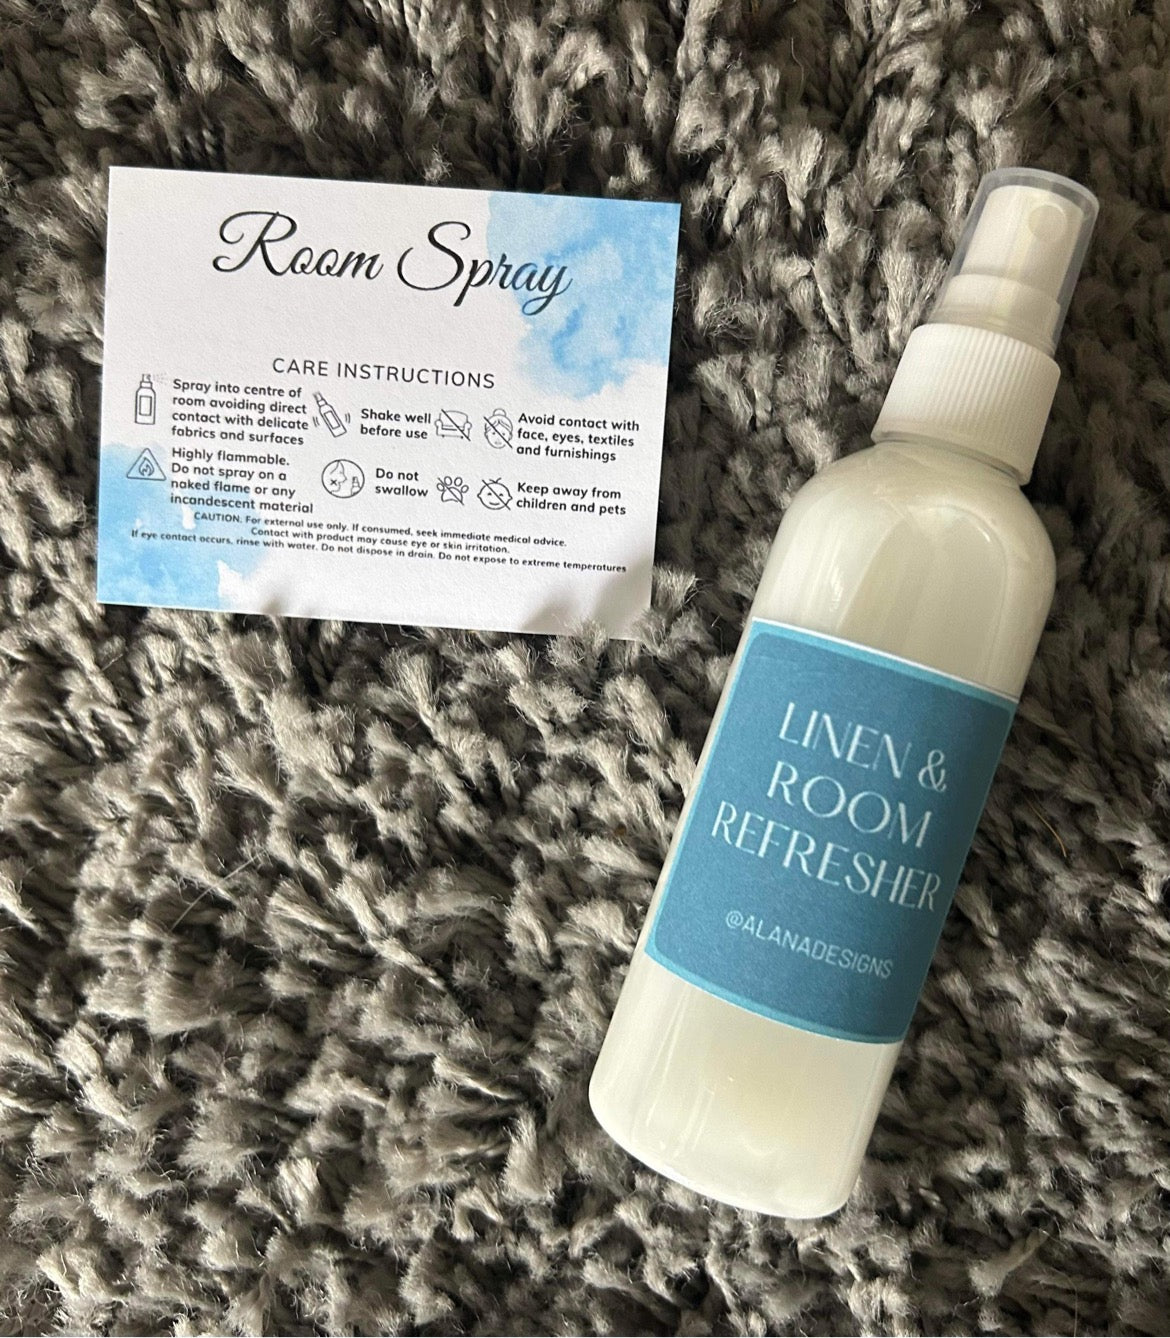 Room Spray
CARE INSTRUCTIONS
Spray into centre of
room avoiding direct
contact with delicate
fabrics and surfaces
Shake well
before use
Avoid contact with
face, eyes, textiles
and furnishings
Highly flammable.
Do not spray on a
naked flame or any
incandescent material
Do not
swallow
Keep away from
children and pets
CAUTION. For external use only. If consumed, seek immediate medical advice.
Contact with product may cause eye or skin irritation.
If eye contact occurs, rinse with water. Do not dispose in drain. Do not expose to extreme temperatures
LINEN &
ROOM
REFRESHER
@ALANADESIGNS